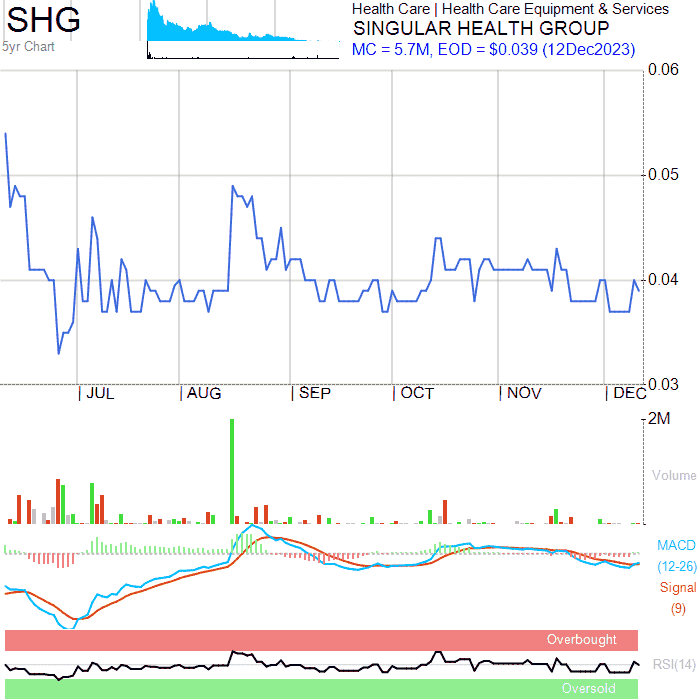 SHG
5yr Chart
Health Care | Health Care Equipment & Services
SINGULAR HEALTH GROUP
MC = 5.7M, EOD = $0.039 (12Dec2023)
0.06
0.05
0.04
0.03
| JUL | AUG | SEP | OCT | NOV | DEC
2M
Volume
MACD
(12-26)
Signal
(9)
Overbought
RSI(14)
Oversold